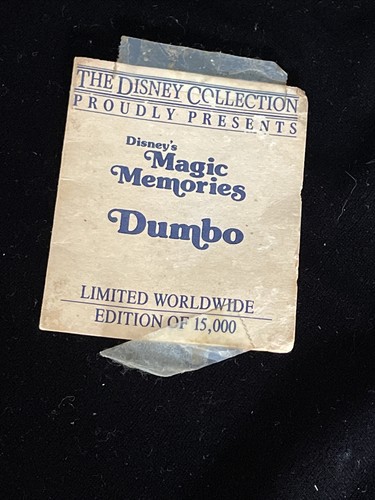 THE DISNEY COLLECTION
PROUDLY PRESENTS
Disney's
Magic
Memories
Dumbo
LIMITED WORLDWIDE
EDITION OF 15,000